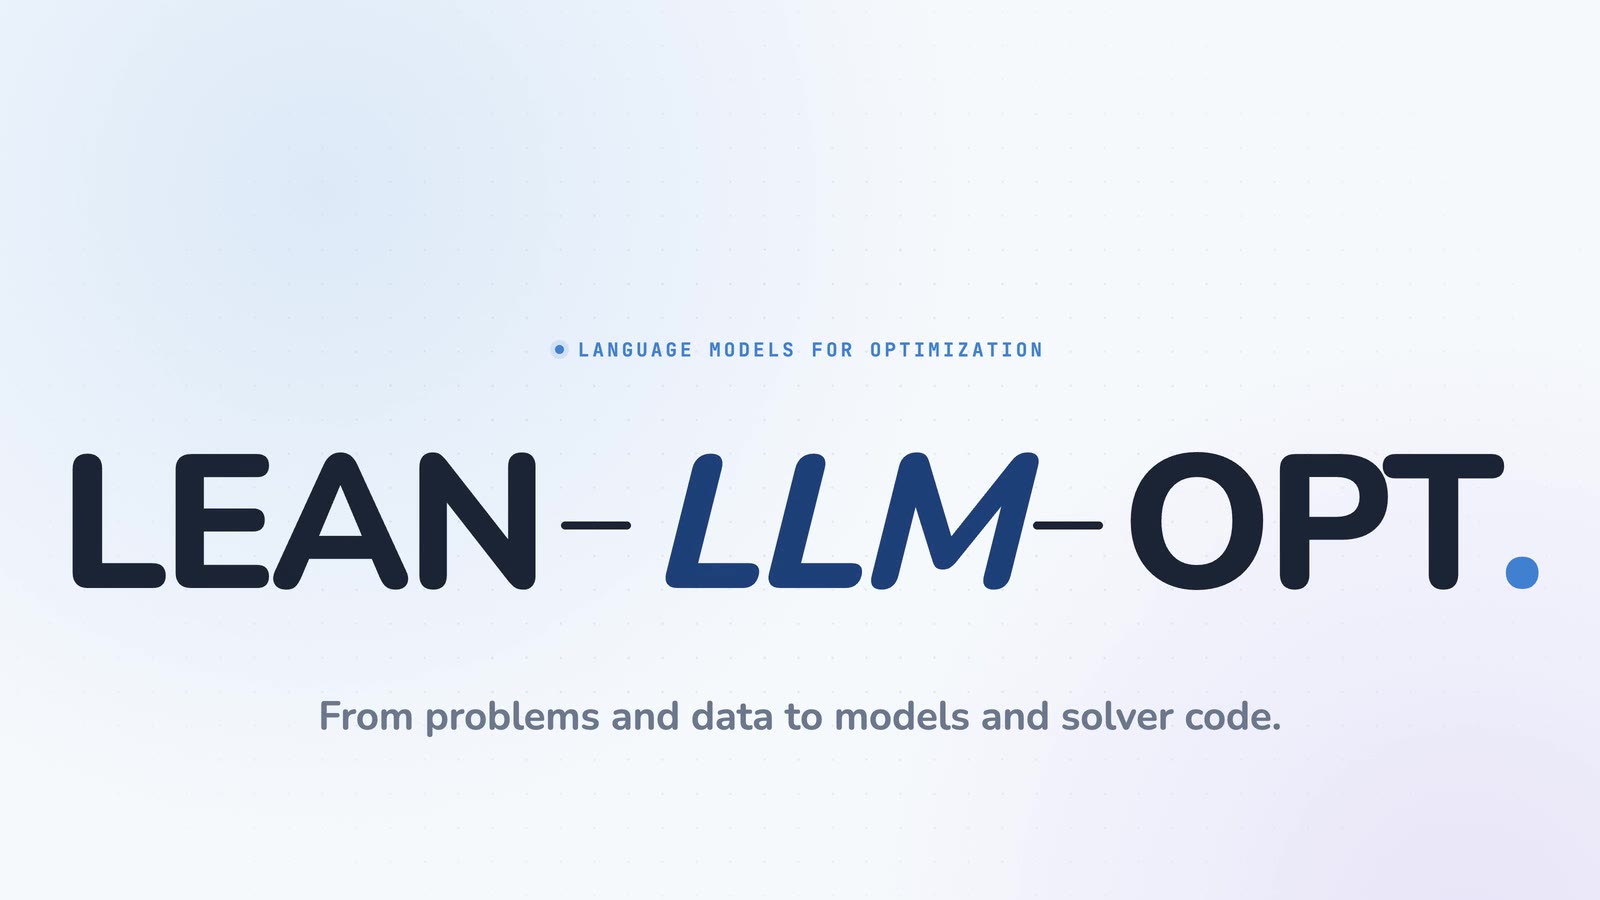 LANGUAGE MODELS FOR OPTIMIZATION
LEAN–LLM–OPT.
From problems and data to models and solver code.